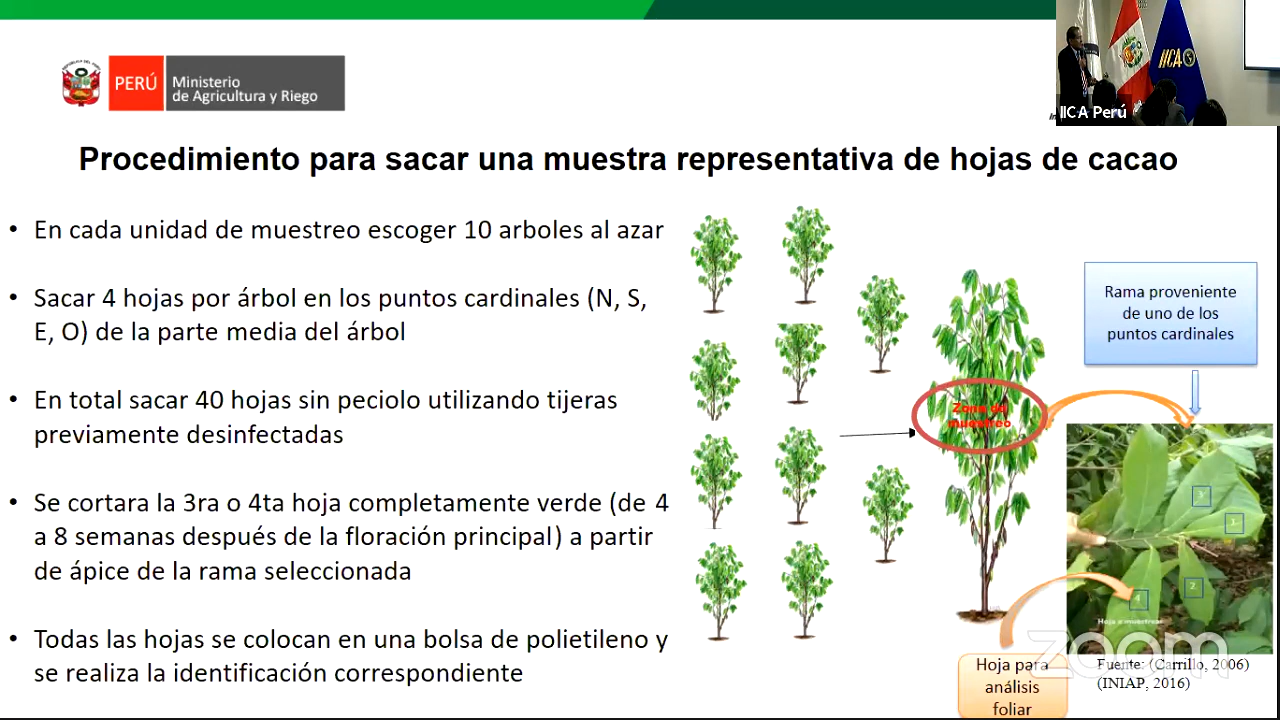 PERÚ
Ministerio
de Agricultura y Riego
IICA
IICA Perú
Procedimiento para sacar una muestra representativa de hojas de cacao
• En cada unidad de muestreo escoger 10 arboles al azar
• Sacar 4 hojas por árbol en los puntos cardinales (N, S,
E, O) de la parte media del árbol
• En total sacar 40 hojas sin peciolo utilizando tijeras
previamente desinfectadas
• Se cortara la 3ra o 4ta hoja completamente verde (de 4
a 8 semanas después de la floración principal) a partir
de ápice de la rama seleccionada
• Todas las hojas se colocan en una bolsa de polietileno y
se realiza la identificación correspondiente
Rama proveniente
de uno de los
puntos cardinales
Zona de
muestreo
2
4
Hoja a muestrear
zoom
Hoja para
análisis
foliar
Fuente: (Carrillo, 2006)
(INIAP, 2016)